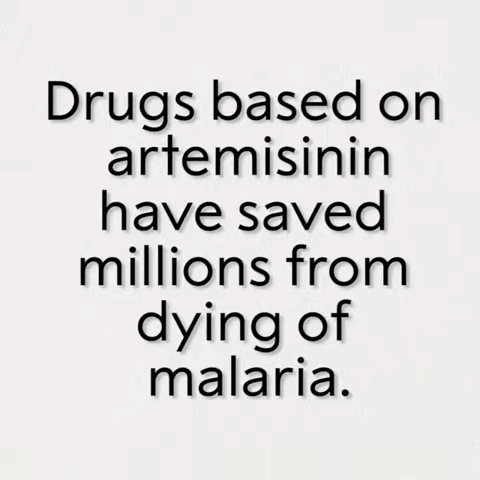 Drugs based on
artemisinin
have saved
millions from
dying of
malaria.